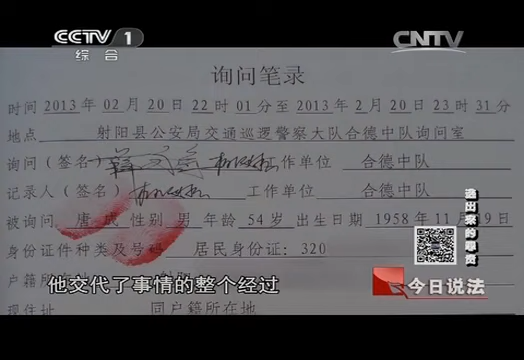 CCTV 1
综合
CNTV
询问笔录
时间 2013 年 02 月 20 日 22 时 01 分至 2013 年 2 月 20 日 23 时 31 分
地点 射阳县公安局交通巡逻警察大队合德中队询问室
询问(签名) 工作单位 合德中队
记录人(签名) 工作单位 合德中队
被询问 唐 成 性别 男 年龄 54 岁 出生日期 1958 年 11 月 19 日
身份证件种类及号码 居民身份证: 320
户籍所在地
他交代了事情的整个经过
现住址 同户籍所在地
今日说法